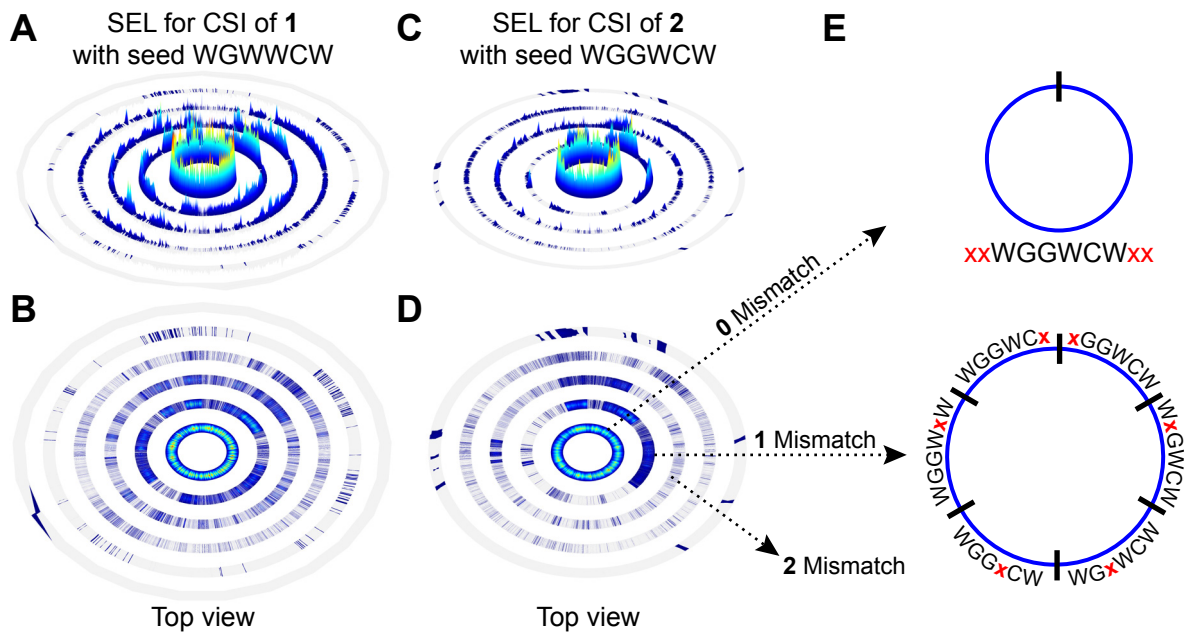 A
SEL for CSI of 1
with seed WGWWCW
C
SEL for CSI of 2
with seed WGGWCW
E
xxWGGWCWxx
B
D
0 Mismatch
1 Mismatch
2 Mismatch
Top view
Top view
WGGWCx
xGGWCW
WxGWCW
WGxWCW
WGGxCW
WGGWxW